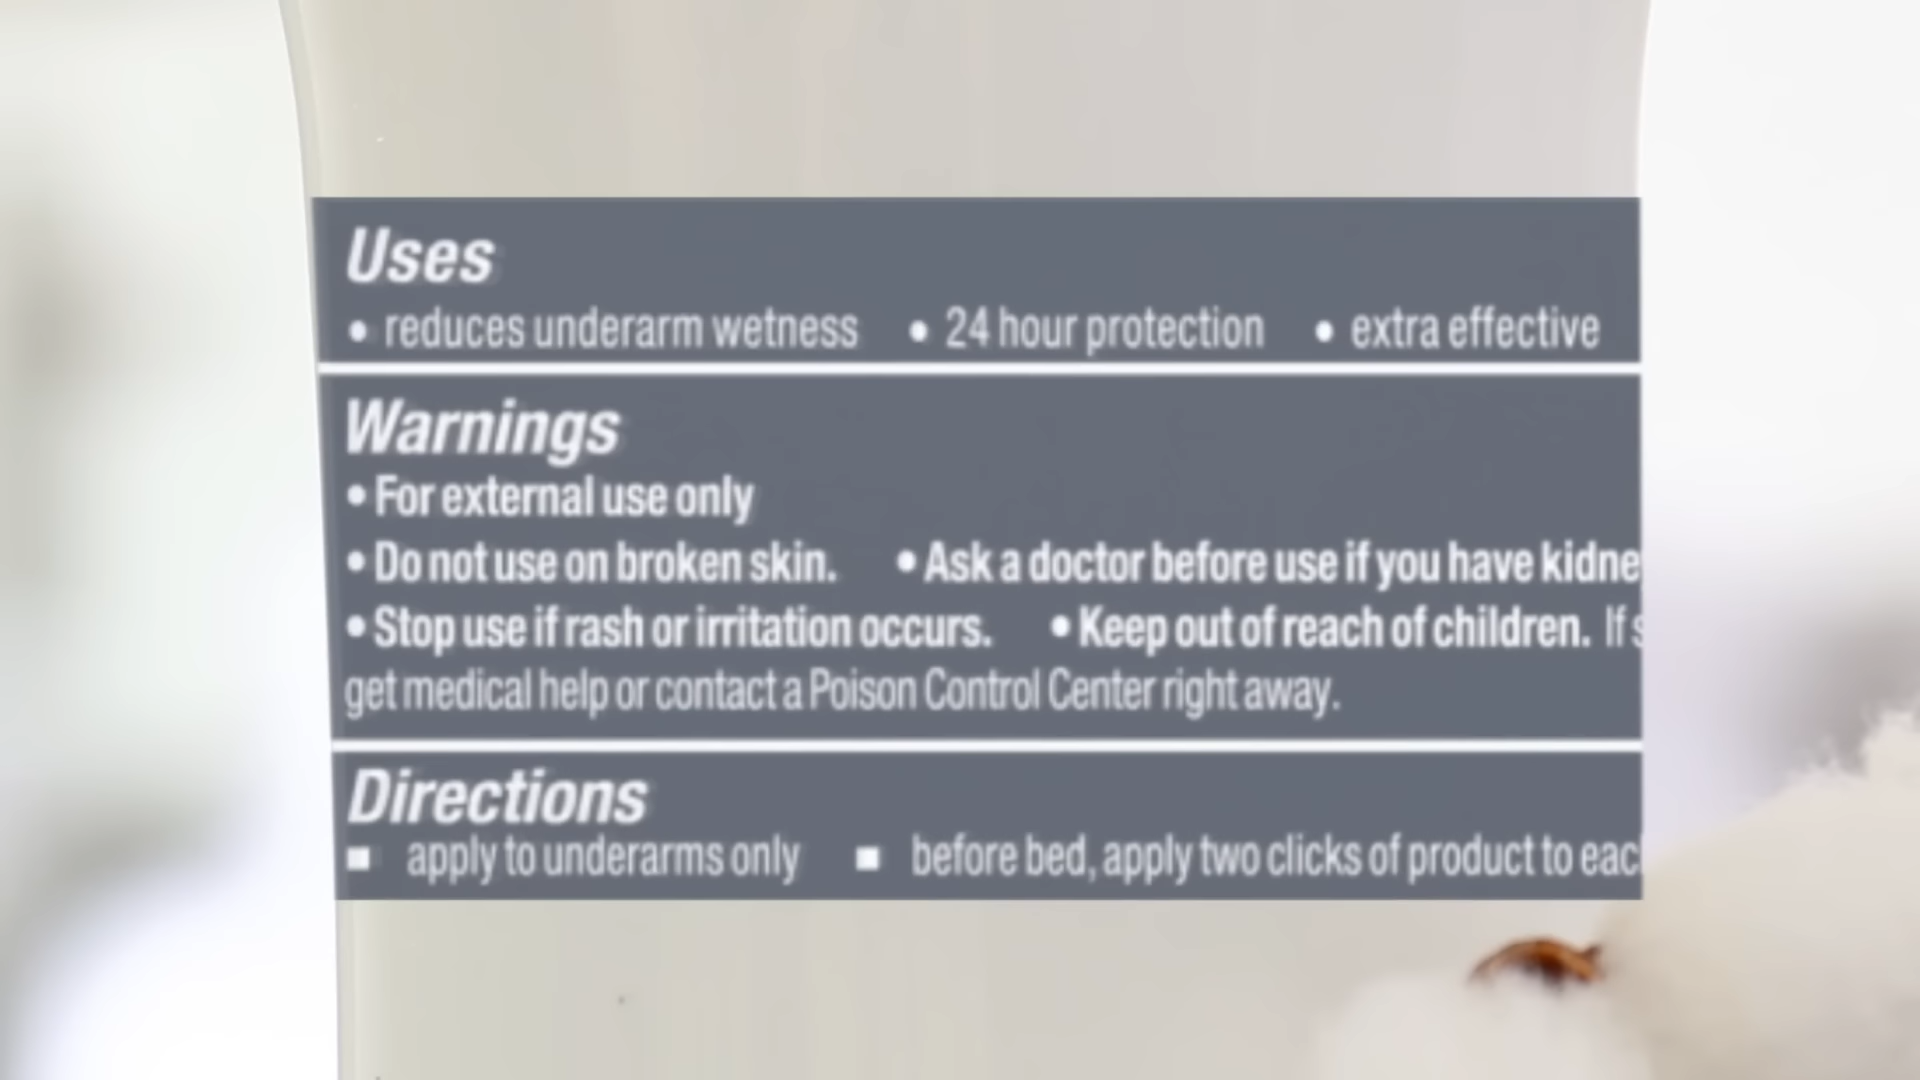 Uses
• reduces underarm wetness • 24 hour protection • extra effective
Warnings
• For external use only
• Do not use on broken skin. • Ask a doctor before use if you have kidne
• Stop use if rash or irritation occurs. • Keep out of reach of children. If s
get medical help or contact a Poison Control Center right away.
Directions
▪ apply to underarms only ▪ before bed, apply two clicks of product to eac